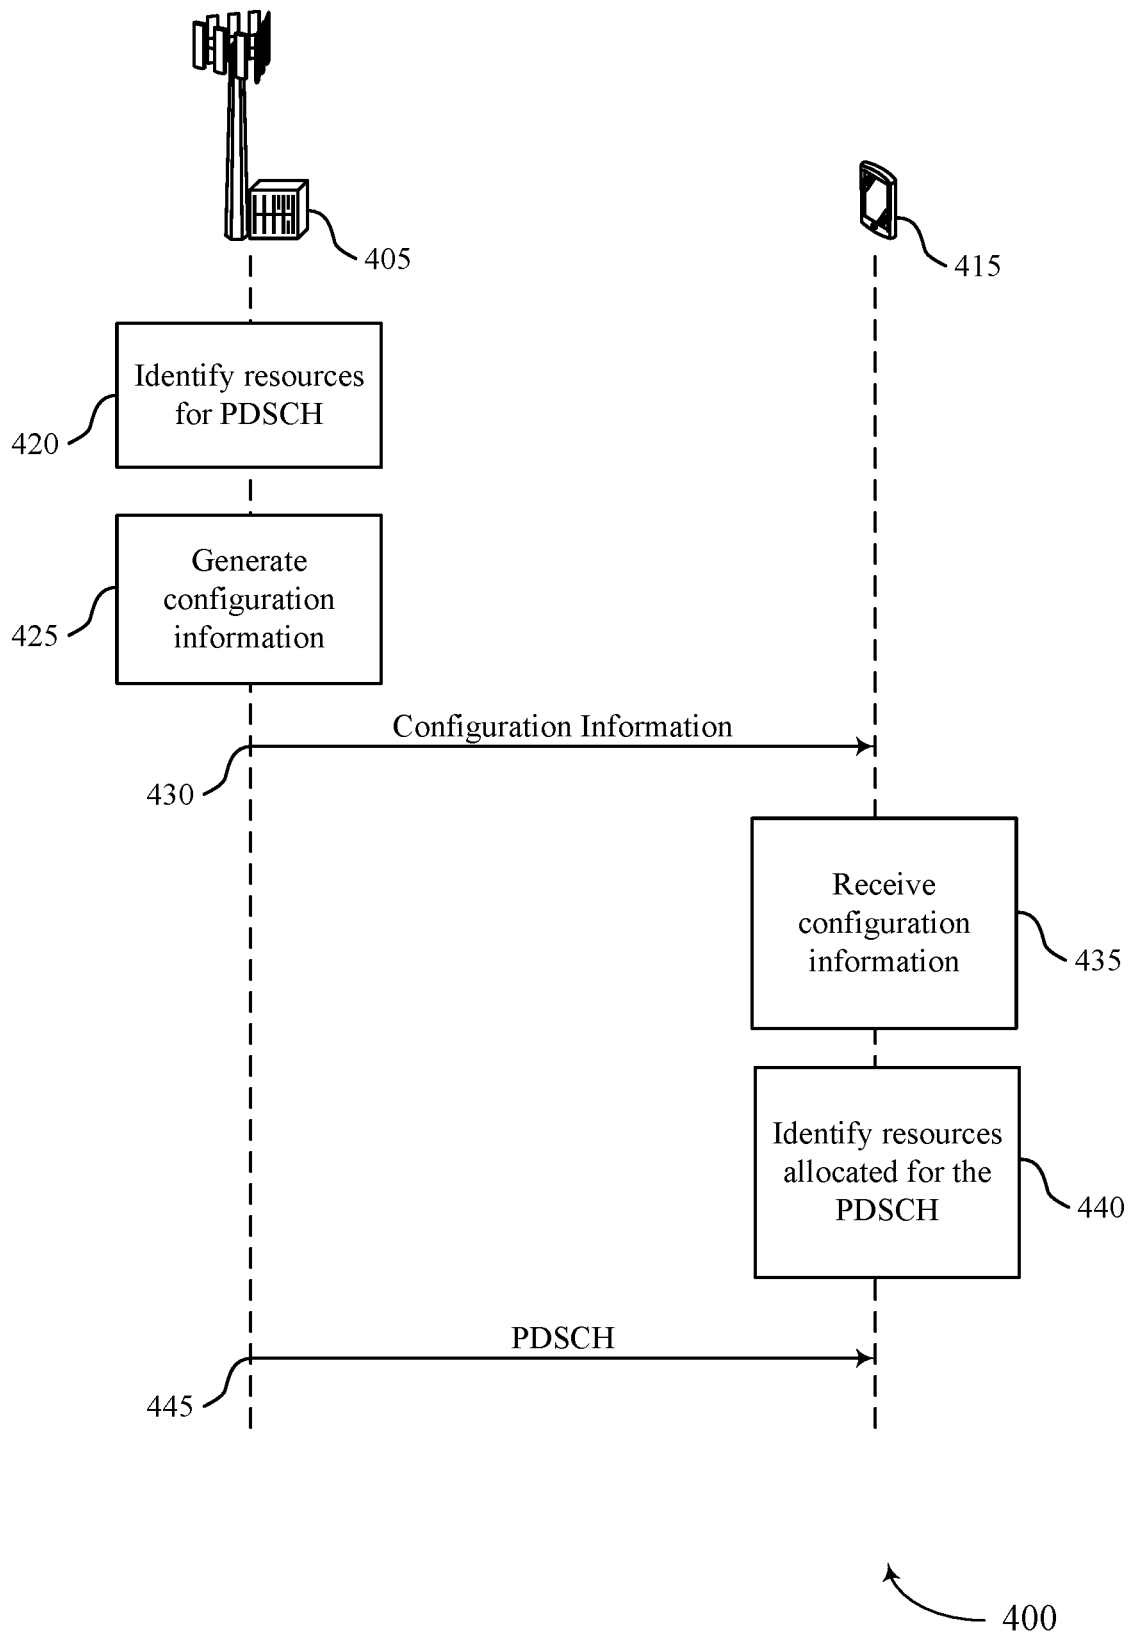 405
415
Identify resources
for PDSCH
420
Generate
configuration
information
425
Configuration Information
430
Receive
configuration
information
435
Identify resources
allocated for the
PDSCH
440
PDSCH
445
400